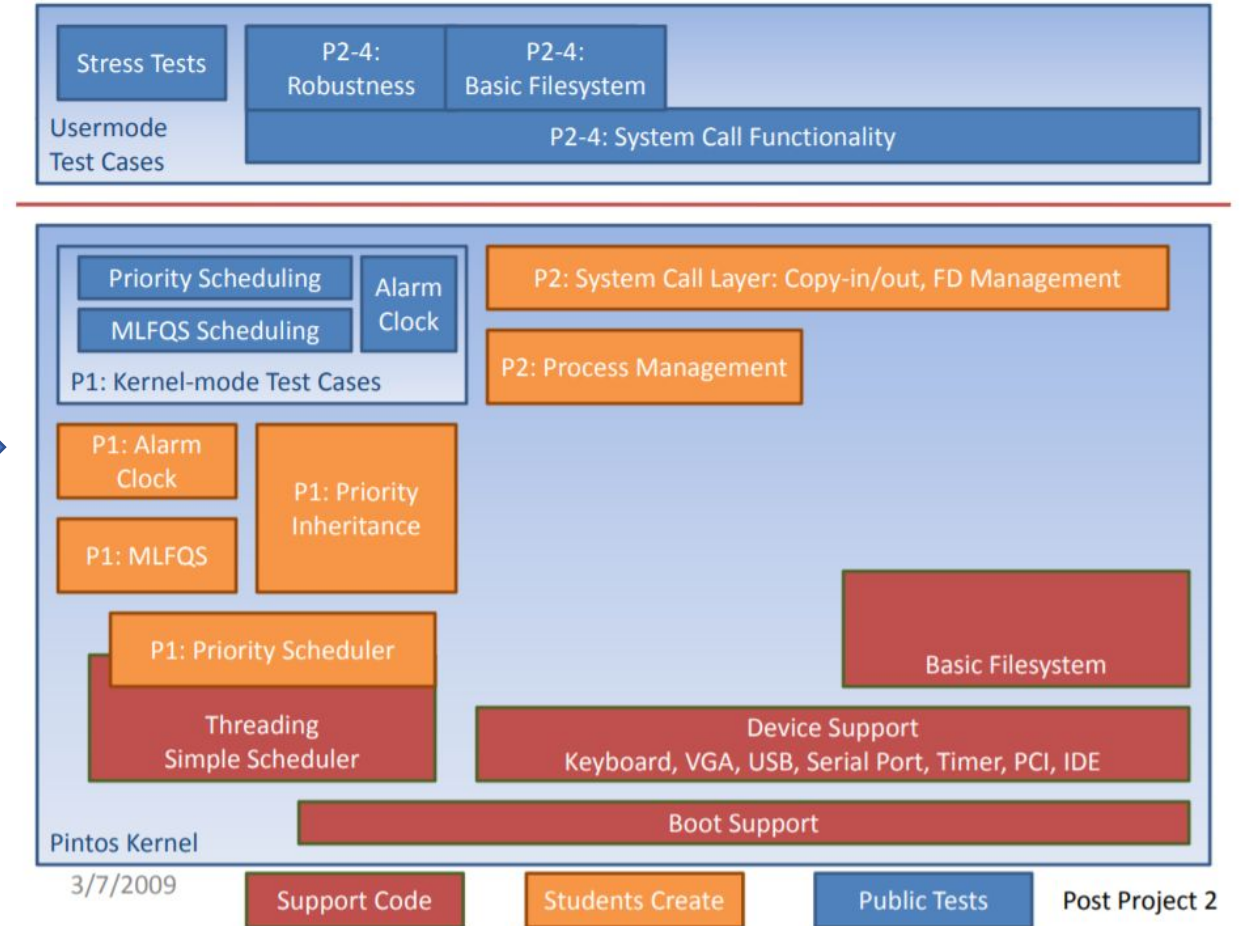 Stress Tests
P2-4:
Robustness
P2-4:
Basic Filesystem
Usermode
Test Cases
P2-4: System Call Functionality
Priority Scheduling
MLFQS Scheduling
Alarm
Clock
P1: Kernel-mode Test Cases
P2: System Call Layer: Copy-in/out, FD Management
P2: Process Management
P1: Alarm
Clock
P1: Priority
Inheritance
P1: MLFQS
P1: Priority Scheduler
Basic Filesystem
Threading
Simple Scheduler
Device Support
Keyboard, VGA, USB, Serial Port, Timer, PCI, IDE
Boot Support
Pintos Kernel
3/7/2009
Support Code
Students Create
Public Tests
Post Project 2